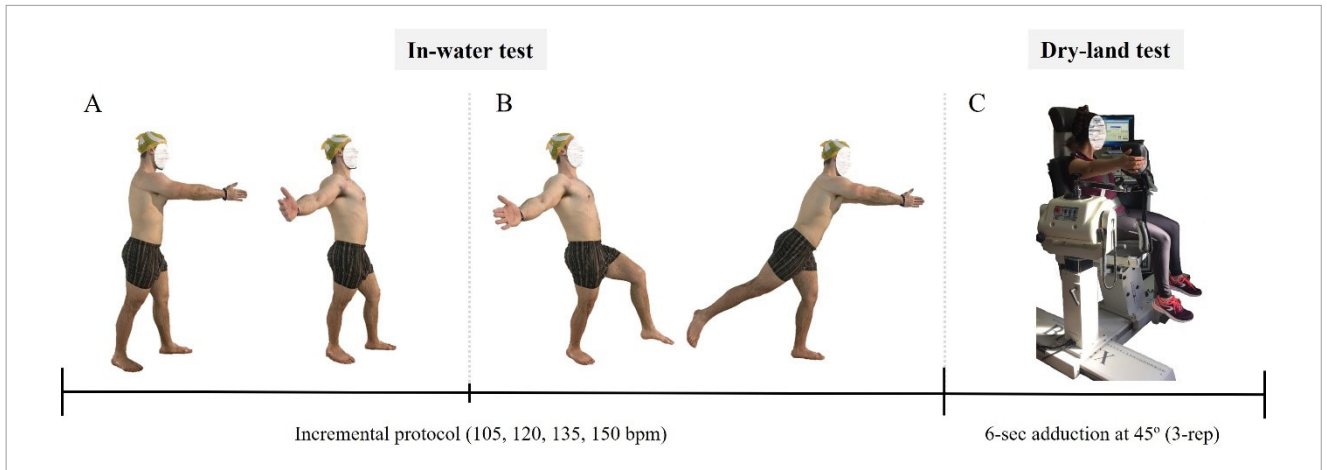 In-water test
Dry-land test
A
B
C
Incremental protocol (105, 120, 135, 150 bpm)
6-sec adduction at 45º (3-rep)